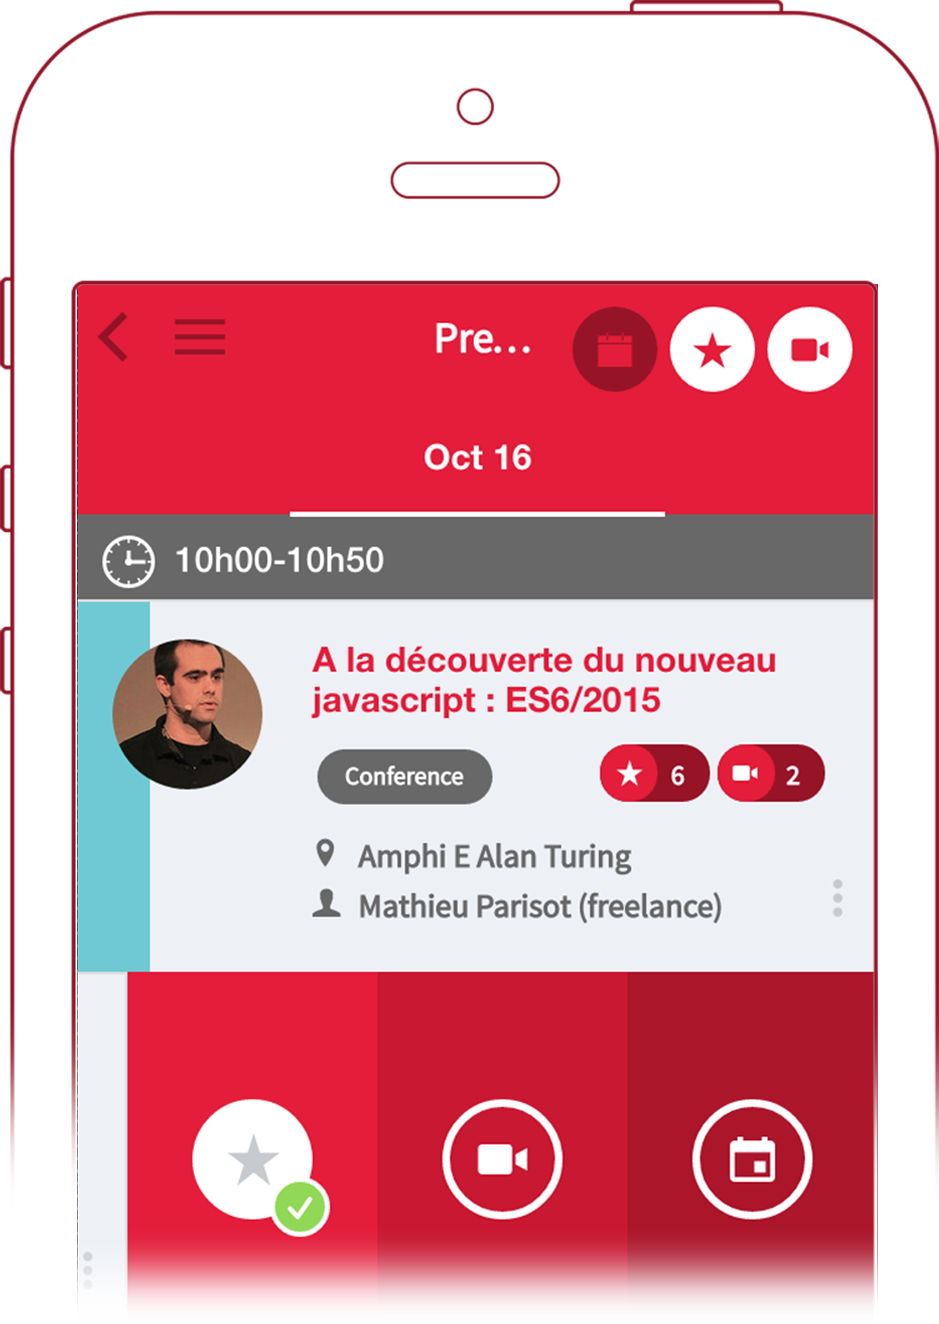 Pre...
Oct 16
10h00-10h50
A la découverte du nouveau
javascript : ES6/2015
Conference
6
2
Amphi E Alan Turing
Mathieu Parisot (freelance)